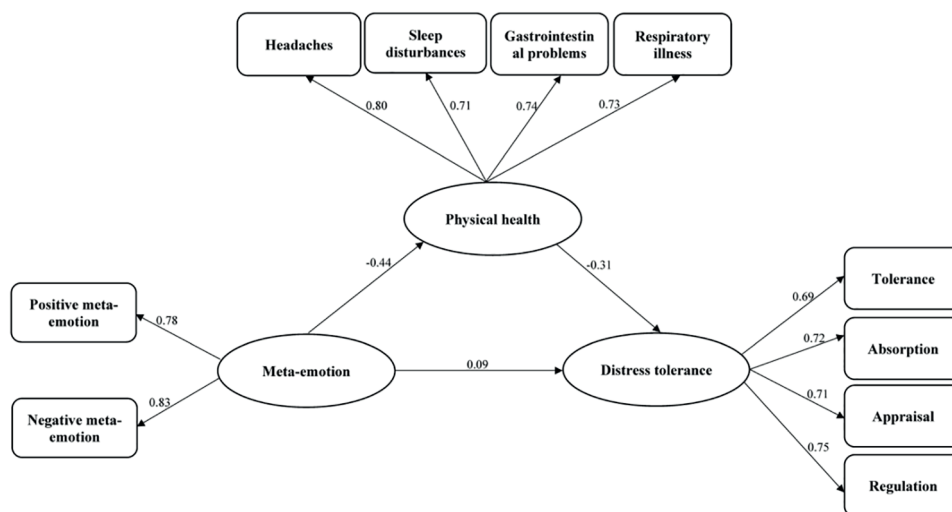 Headaches
Sleep
disturbances
Gastrointestin
al problems
Respiratory
illness
0.80
0.71
0.74
0.73
Physical health
-0.44
-0.31
Positive meta-
emotion
0.78
Negative meta-
emotion
0.83
Meta-emotion
0.09
Distress tolerance
0.69
0.72
0.71
0.75
Tolerance
Absorption
Appraisal
Regulation